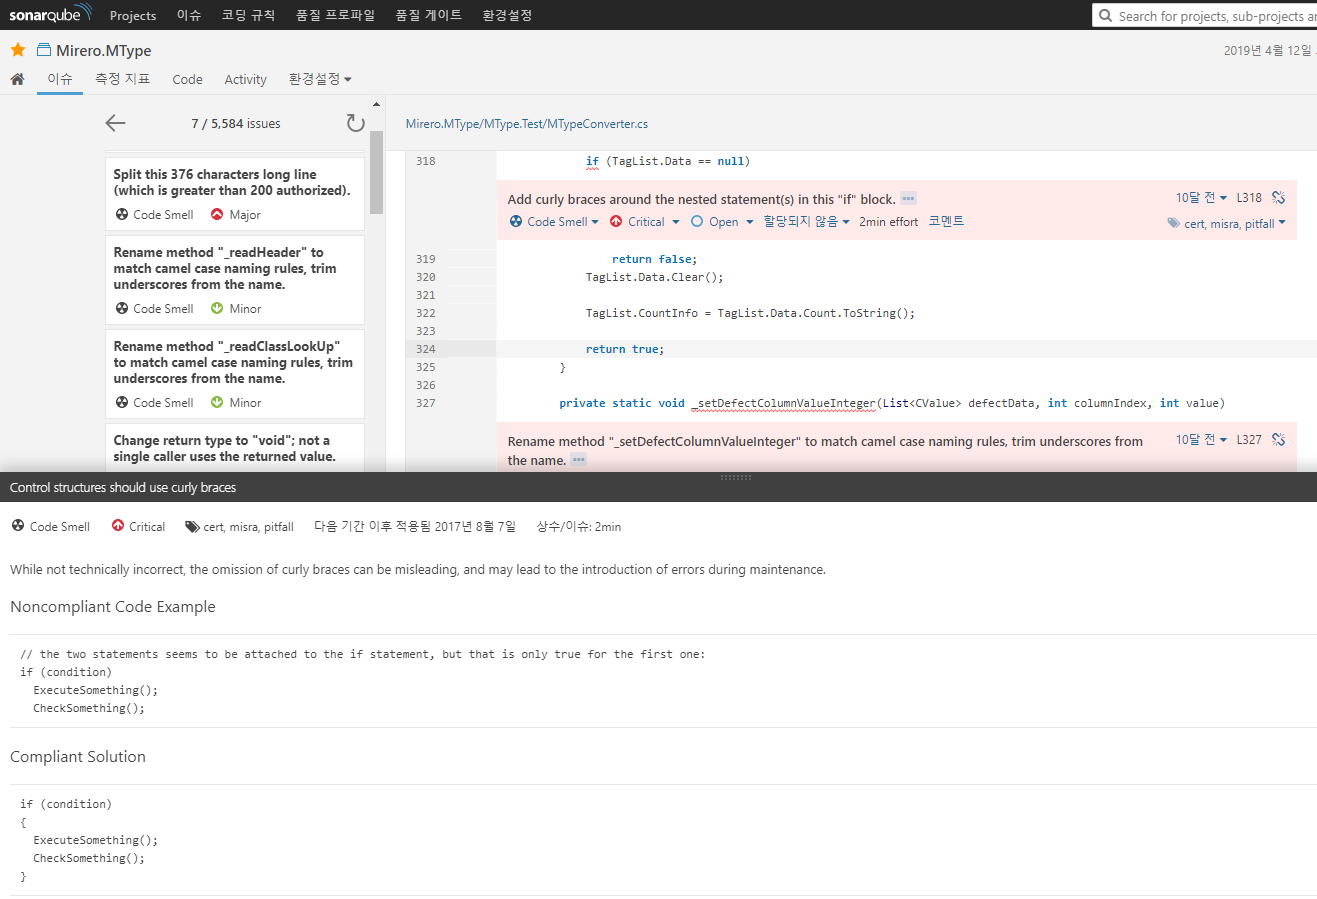 sonarqube Projects 이슈 코딩 규칙 품질 프로파일 품질 게이트 환경설정 Search for projects, sub-projects
Mirero.MType 2019년 4월 12일
이슈 측정 지표 Code Activity 환경설정
7 / 5,584 issues
Split this 376 characters long line
(which is greater than 200 authorized).
Code Smell Major
Rename method "_readHeader" to
match camel case naming rules, trim
underscores from the name.
Code Smell Minor
Rename method "_readClassLookUp"
to match camel case naming rules, trim
underscores from the name.
Code Smell Minor
Change return type to "void"; not a
single caller uses the returned value.
Mirero.MType/MType.Test/MTypeConverter.cs
318 if (TagList.Data == null)
Add curly braces around the nested statement(s) in this "if" block. 10달 전 L318
Code Smell Critical Open 할당되지 않음 2min effort 코멘트 cert, misra, pitfall
319 return false;
320 TagList.Data.Clear();
321
322 TagList.CountInfo = TagList.Data.Count.ToString();
323
324 return true;
325 }
326
327 private static void _setDefectColumnValueInteger(List<CValue> defectData, int columnIndex, int value)
Rename method "_setDefectColumnValueInteger" to match camel case naming rules, trim underscores from 10달 전 L327
the name.
Control structures should use curly braces
Code Smell Critical cert, misra, pitfall 다음 기간 이후 적용됨 2017년 8월 7일 상수/이슈: 2min
While not technically incorrect, the omission of curly braces can be misleading, and may lead to the introduction of errors during maintenance.
Noncompliant Code Example
// the two statements seems to be attached to the if statement, but that is only true for the first one:
if (condition)
ExecuteSomething();
CheckSomething();
Compliant Solution
if (condition)
{
ExecuteSomething();
CheckSomething();
}